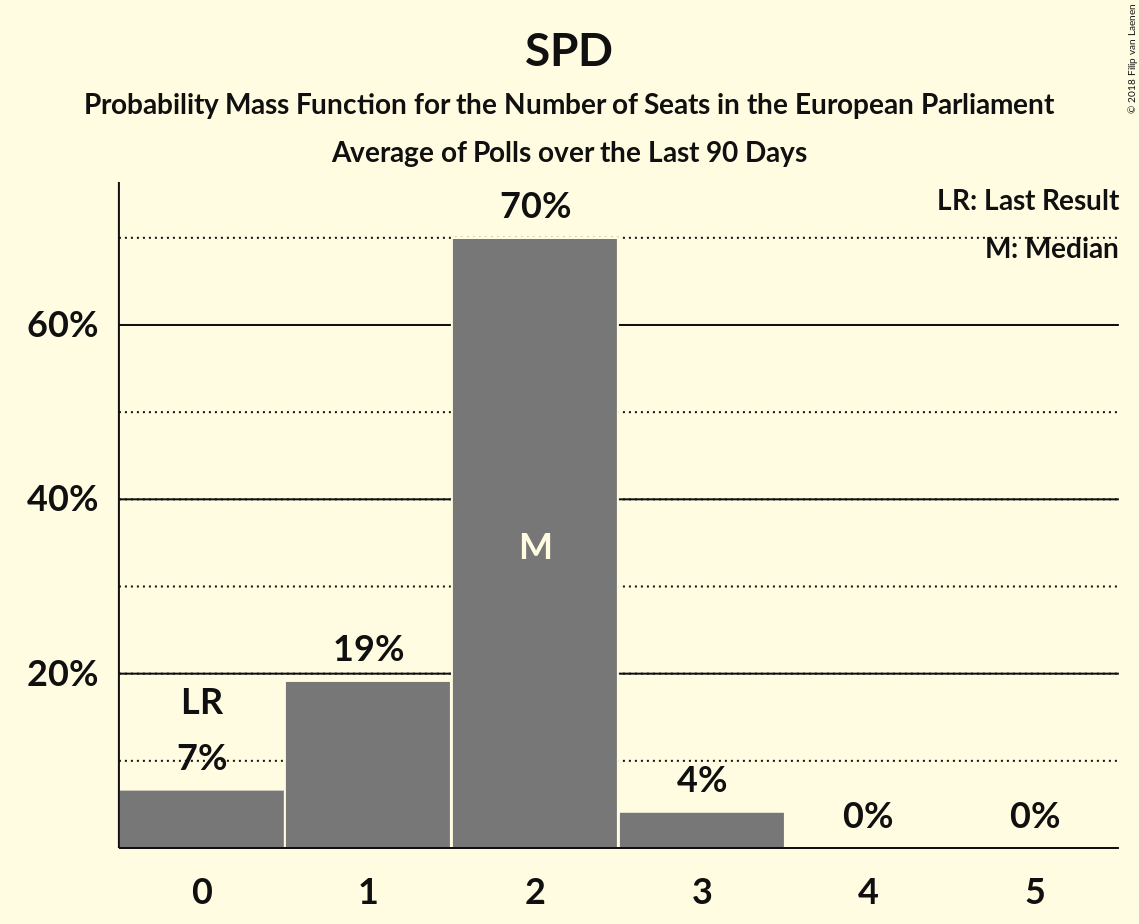 SPD
Probability Mass Function for the Number of Seats in the European Parliament
Average of Polls over the Last 90 Days
© 2018 Filip van Laenen
LR: Last Result
M: Median
70%
60%
40%
M
19%
20%
LR
7%
4%
0%
0%
0 1 2 3 4 5